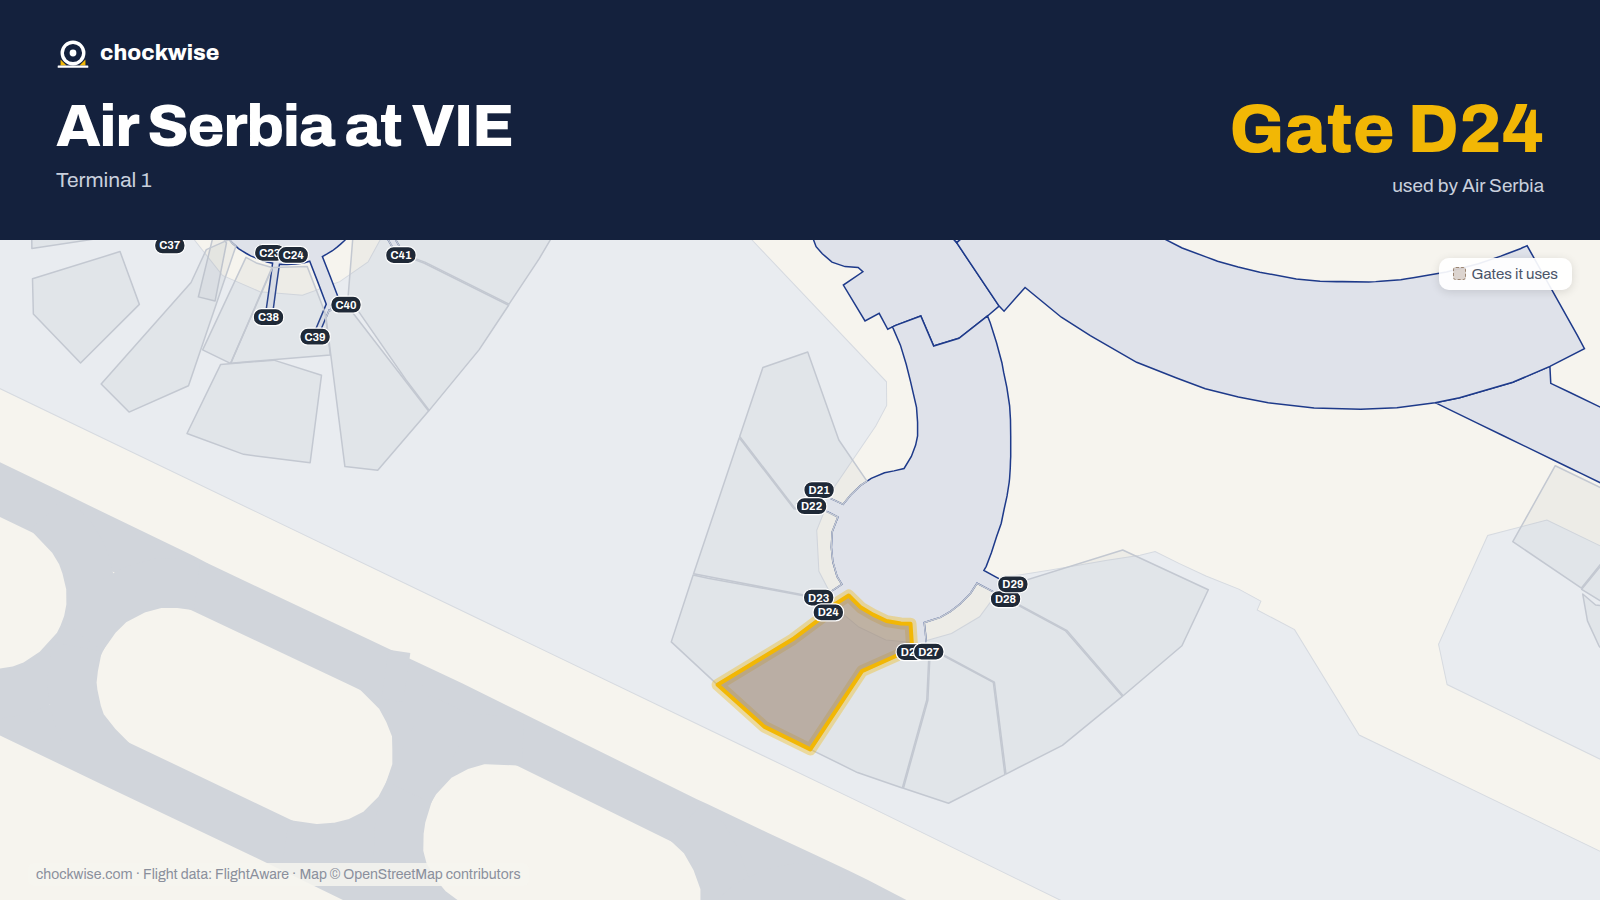 chockwise
Air Serbia at VIE
Terminal 1
Gate D24
used by Air Serbia
Gates it uses
C37
C23
C24
C41
C40
C38
C39
D21
D22
D29
D28
D23
D24
D27
chockwise.com · Flight data: FlightAware · Map © OpenStreetMap contributors